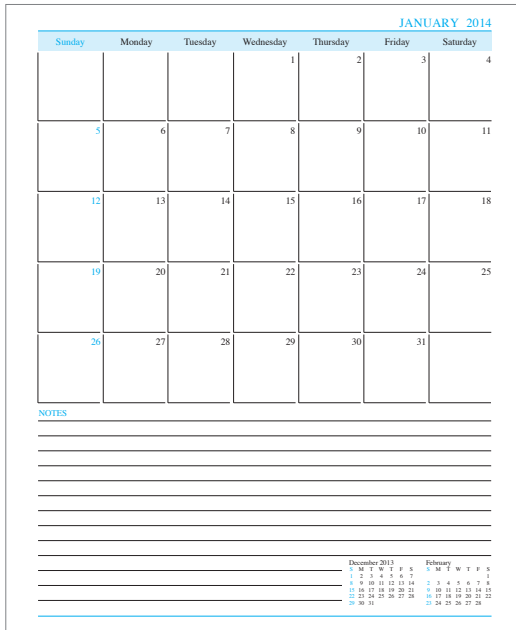 JANUARY 2014
Sunday Monday Tuesday Wednesday Thursday Friday Saturday
1 2 3 4
5 6 7 8 9 10 11
12 13 14 15 16 17 18
19 20 21 22 23 24 25
26 27 28 29 30 31
NOTES
December 2013
S M T W T F S
1 2 3 4 5 6 7
8 9 10 11 12 13 14
15 16 17 18 19 20 21
22 23 24 25 26 27 28
29 30 31
February
S M T W T F S
1
2 3 4 5 6 7 8
9 10 11 12 13 14 15
16 17 18 19 20 21 22
23 24 25 26 27 28